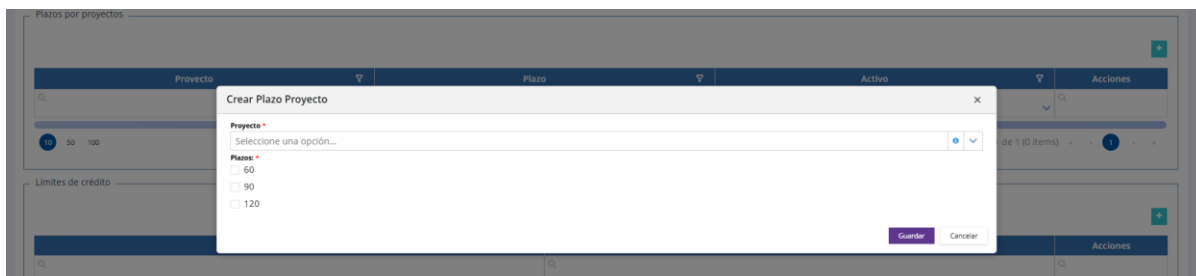 Plazos por proyectos
+
Proyecto Plazo Activo Acciones
Crear Plazo Proyecto ×
Proyecto *
Seleccione una opción...
10 50 100
de 1 (0 items) 1
Plazos: *
60
90
120
Límites de crédito
+
Guardar Cancelar
Acciones